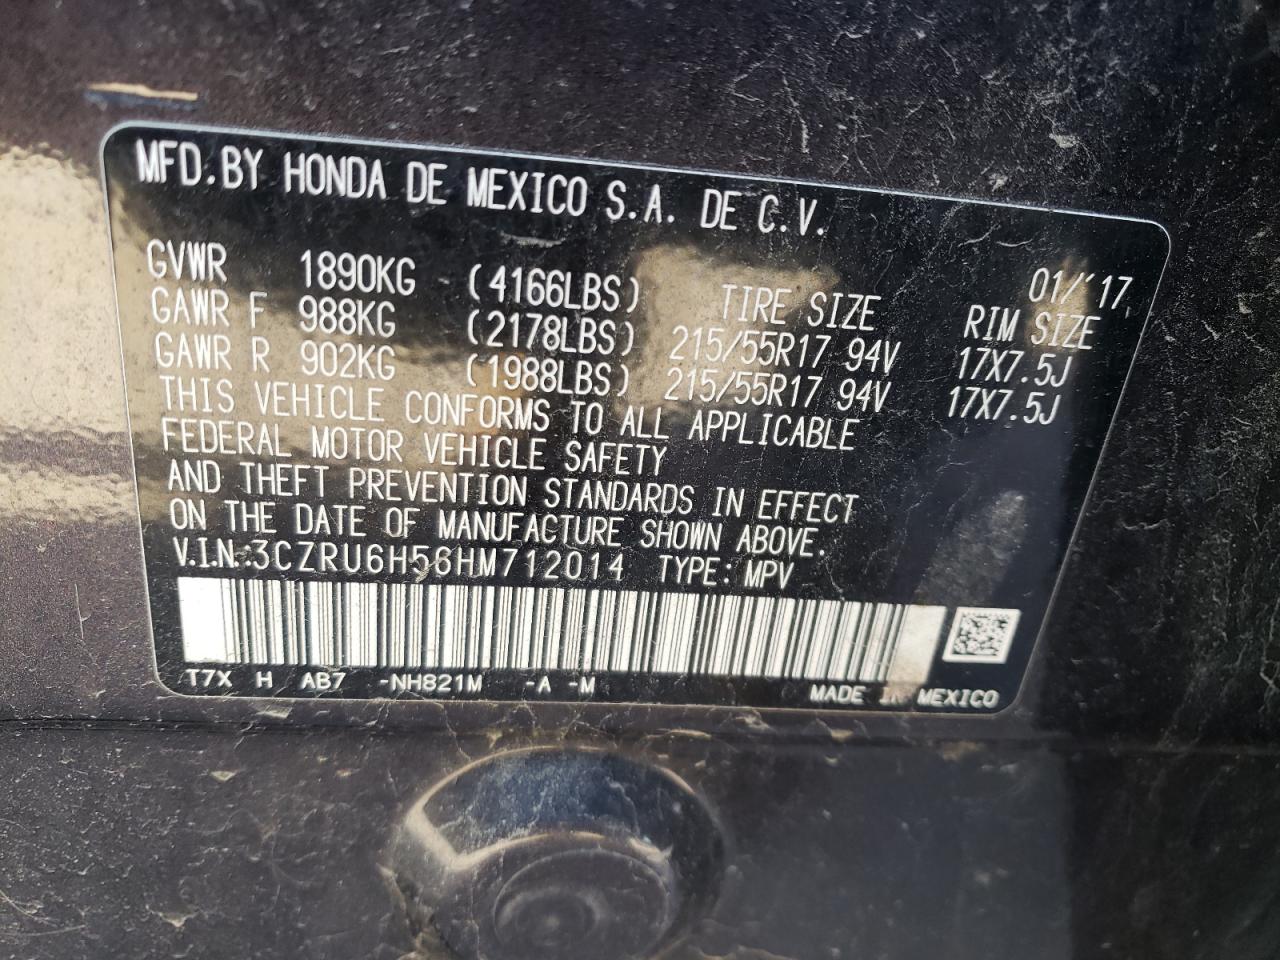 MFD.BY HONDA DE MEXICO S.A. DE C.V.
01/'17
GVWR 1890KG (4166LBS) TIRE SIZE RIM SIZE
GAWR F 988KG (2178LBS) 215/55R17 94V 17X7.5J
GAWR R 902KG (1988LBS) 215/55R17 94V 17X7.5J
THIS VEHICLE CONFORMS TO ALL APPLICABLE
FEDERAL MOTOR VEHICLE SAFETY
AND THEFT PREVENTION STANDARDS IN EFFECT
ON THE DATE OF MANUFACTURE SHOWN ABOVE.
V.I.N.:3CZRU6H56HM712014 TYPE: MPV
T7X H AB7 -NH821M -A -M
MADE IN MEXICO